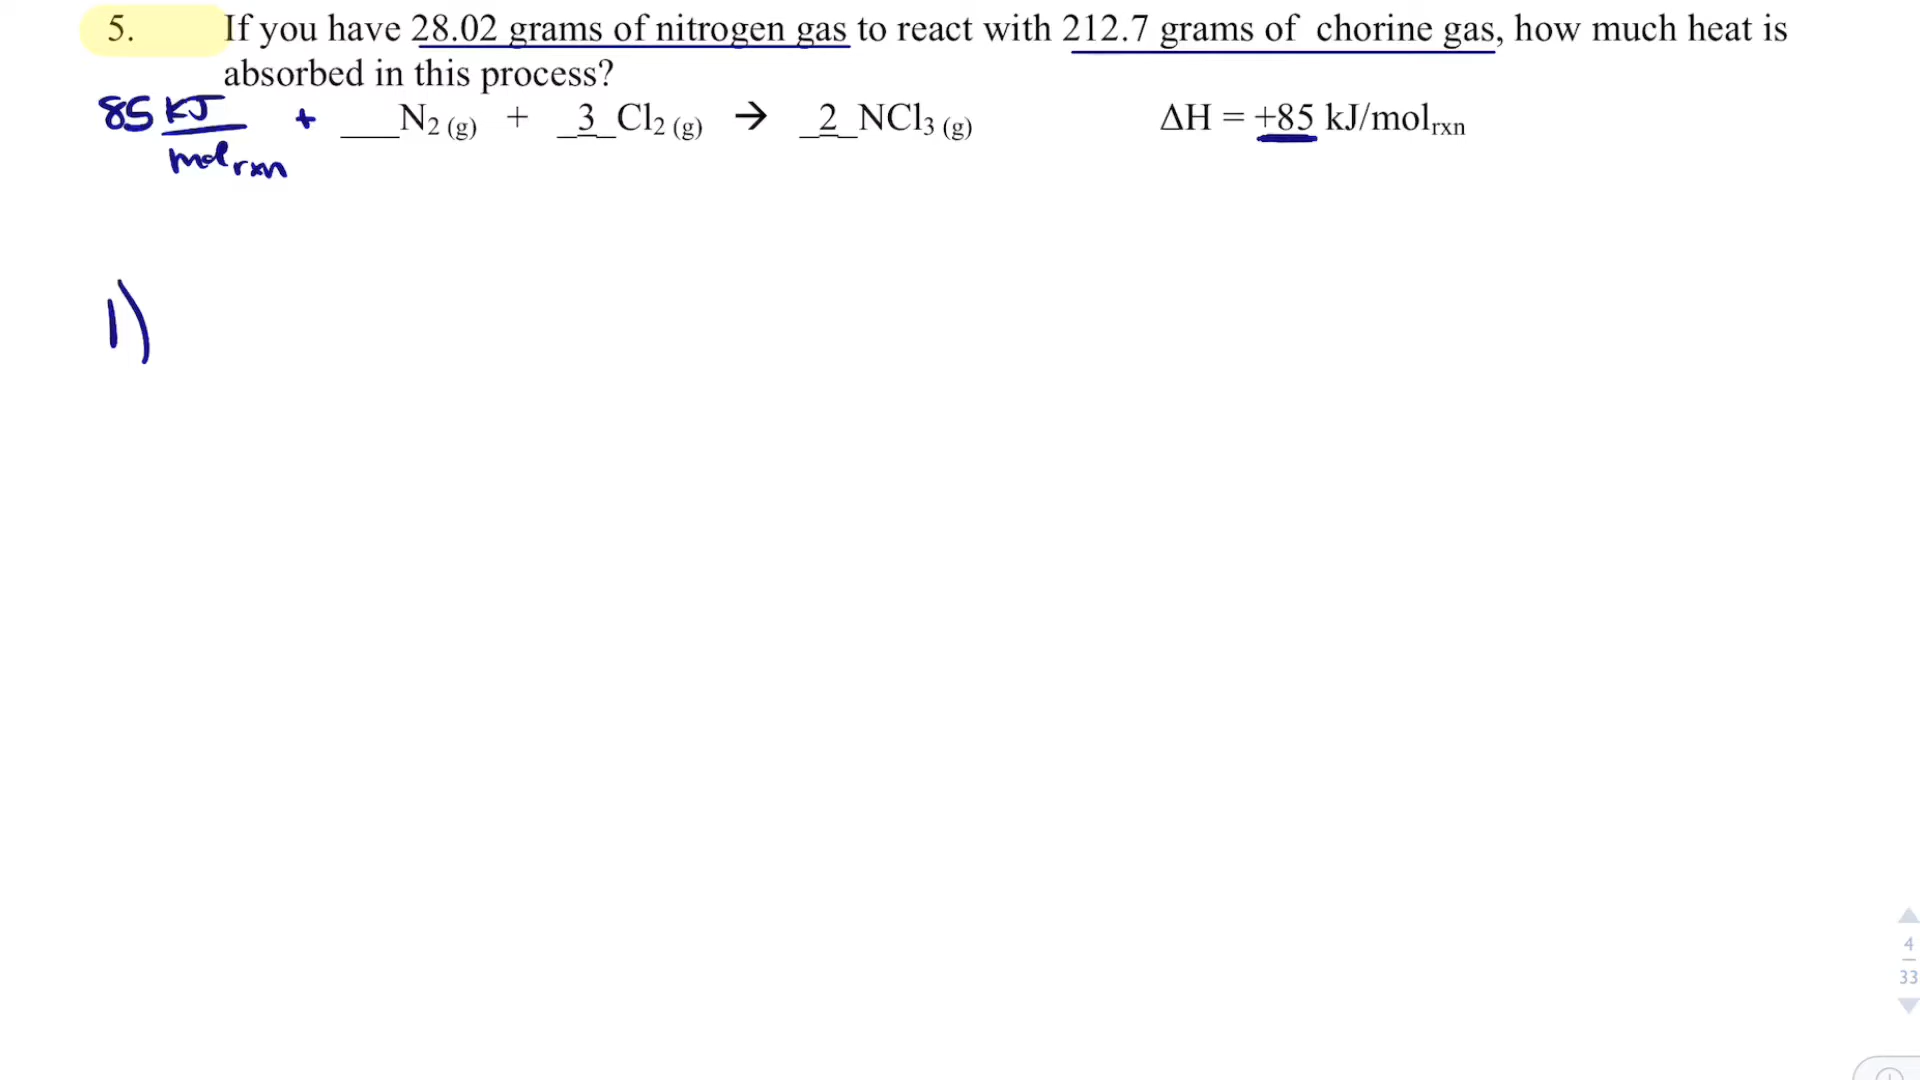 5. If you have 28.02 grams of nitrogen gas to react with 212.7 grams of chorine gas, how much heat is
absorbed in this process?
85 kJ/mol rxn + ___N₂ (g) + _3_Cl₂ (g) → _2_NCl₃ (g) ΔH = +85 kJ/molrxn
1)
4
33